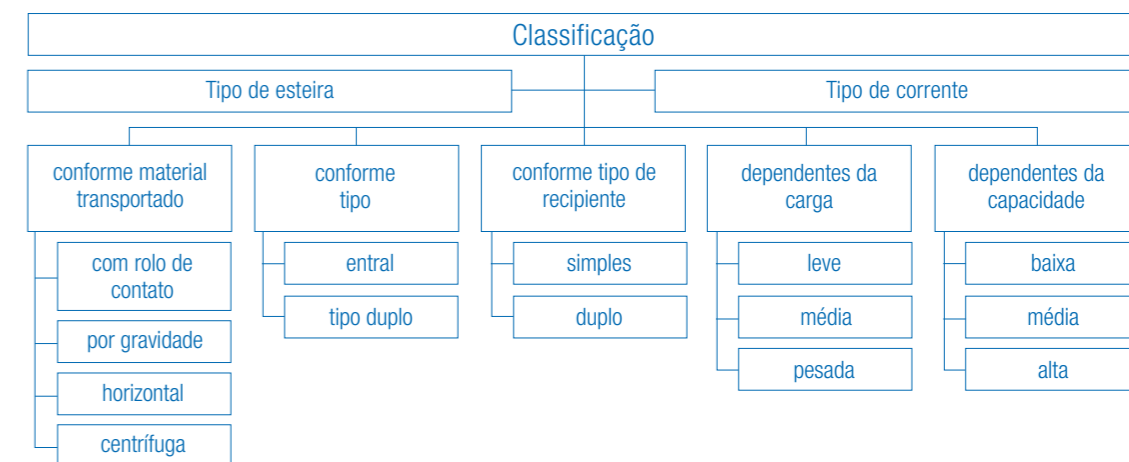 Classificação
Tipo de esteira
Tipo de corrente
conforme material
transportado
conforme
tipo
conforme tipo de
recipiente
dependentes da
carga
dependentes da
capacidade
com rolo de
contato
por gravidade
horizontal
centrífuga
entral
tipo duplo
simples
duplo
leve
média
pesada
baixa
média
alta